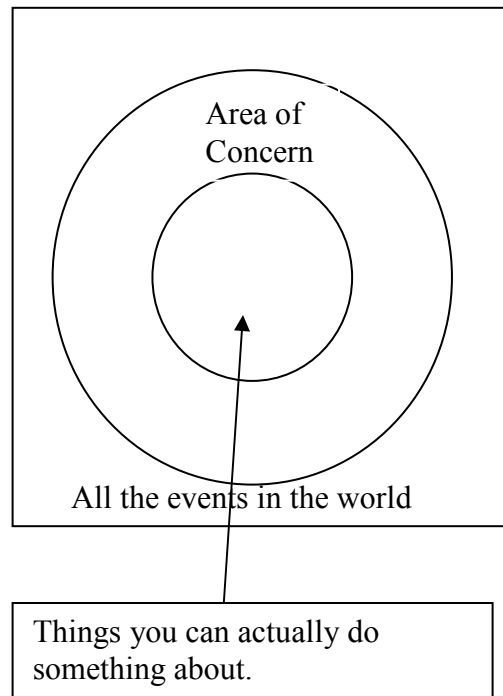 Area of
Concern
All the events in the world
Things you can actually do
something about.